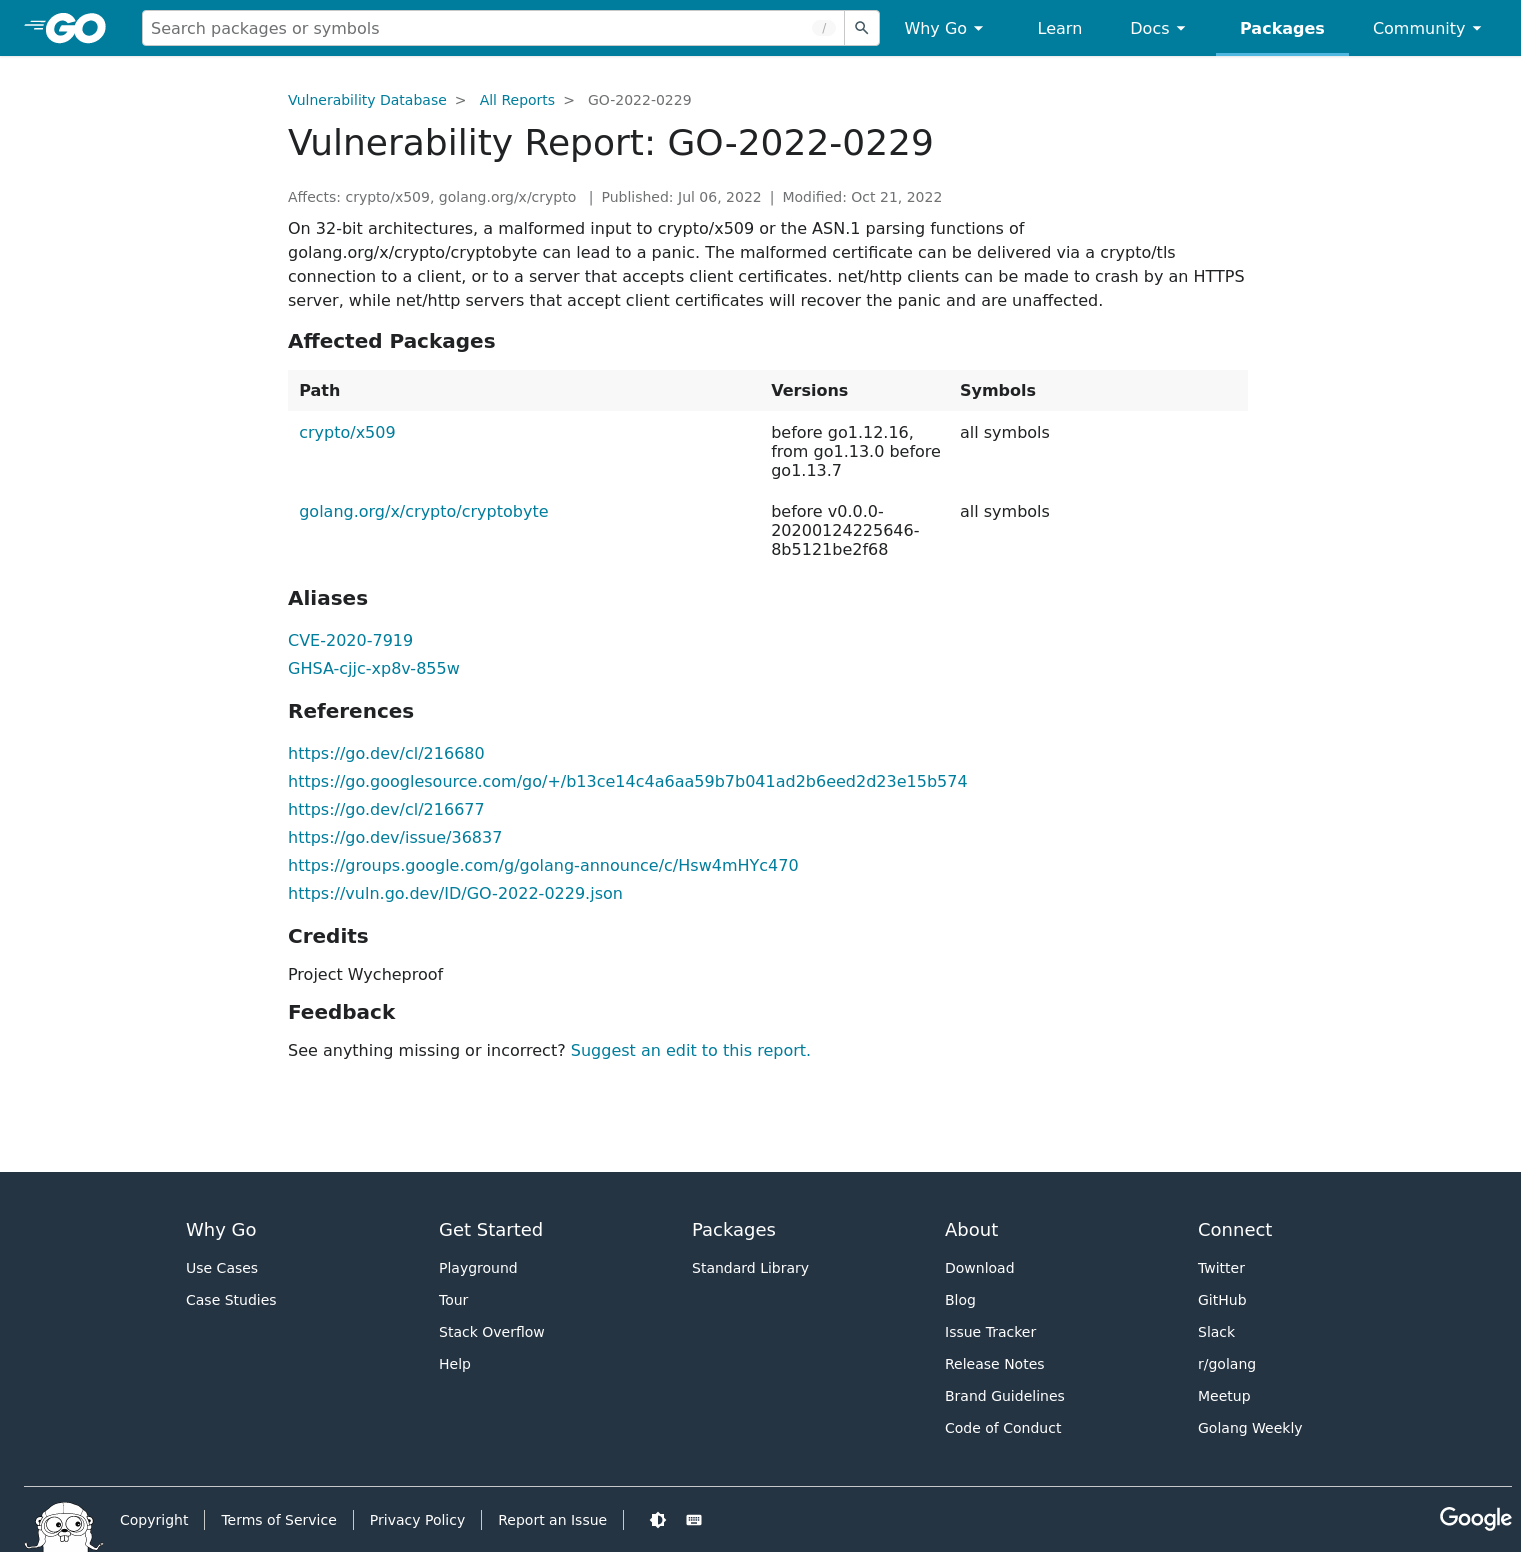 GO
Search packages or symbols
/
Why Go
Learn
Docs
Packages
Community
Vulnerability Database > All Reports > GO-2022-0229
Vulnerability Report: GO-2022-0229
Affects: crypto/x509, golang.org/x/crypto | Published: Jul 06, 2022 | Modified: Oct 21, 2022
On 32-bit architectures, a malformed input to crypto/x509 or the ASN.1 parsing functions of
golang.org/x/crypto/cryptobyte can lead to a panic. The malformed certificate can be delivered via a crypto/tls
connection to a client, or to a server that accepts client certificates. net/http clients can be made to crash by an HTTPS
server, while net/http servers that accept client certificates will recover the panic and are unaffected.
Affected Packages
Path Versions Symbols
crypto/x509
before go1.12.16,
from go1.13.0 before
go1.13.7
all symbols
golang.org/x/crypto/cryptobyte
before v0.0.0-
20200124225646-
8b5121be2f68
all symbols
Aliases
CVE-2020-7919
GHSA-cjjc-xp8v-855w
References
https://go.dev/cl/216680
https://go.googlesource.com/go/+/b13ce14c4a6aa59b7b041ad2b6eed2d23e15b574
https://go.dev/cl/216677
https://go.dev/issue/36837
https://groups.google.com/g/golang-announce/c/Hsw4mHYc470
https://vuln.go.dev/ID/GO-2022-0229.json
Credits
Project Wycheproof
Feedback
See anything missing or incorrect? Suggest an edit to this report.
Why Go
Use Cases
Case Studies
Get Started
Playground
Tour
Stack Overflow
Help
Packages
Standard Library
About
Download
Blog
Issue Tracker
Release Notes
Brand Guidelines
Code of Conduct
Connect
Twitter
GitHub
Slack
r/golang
Meetup
Golang Weekly
Copyright
Terms of Service
Privacy Policy
Report an Issue
Google